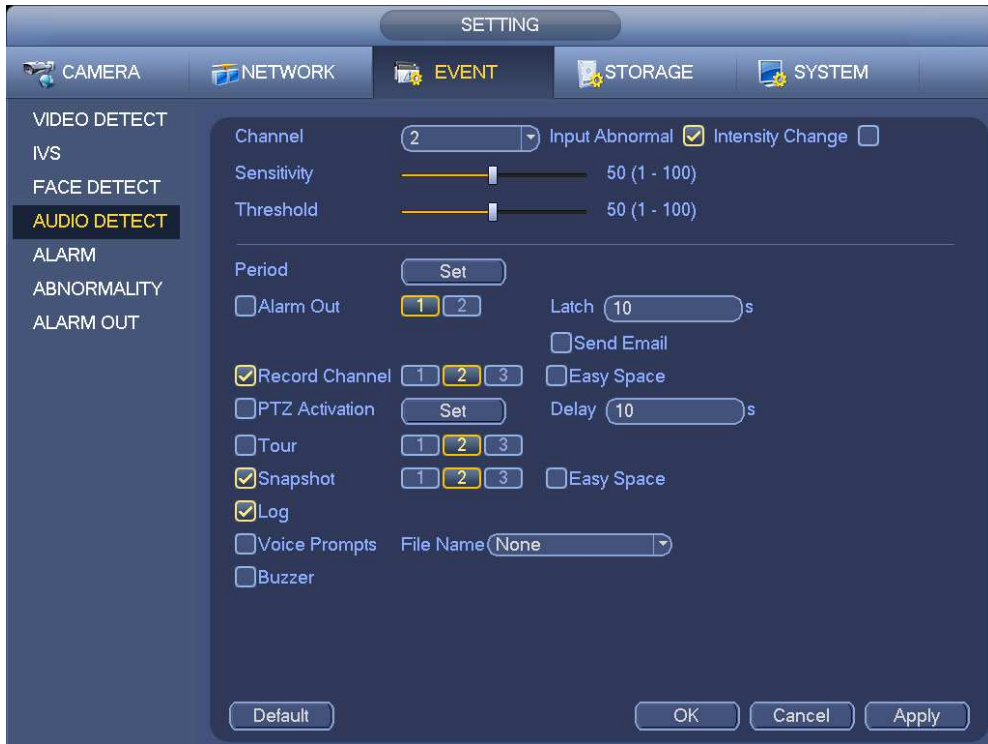 SETTING
CAMERA NETWORK EVENT STORAGE SYSTEM
VIDEO DETECT
IVS
FACE DETECT
AUDIO DETECT
ALARM
ABNORMALITY
ALARM OUT
Channel 2 Input Abnormal Intensity Change
Sensitivity 50 (1 - 100)
Threshold 50 (1 - 100)
Period Set
Alarm Out 1 2 Latch 10 s
Send Email
Record Channel 1 2 3 Easy Space
PTZ Activation Set Delay 10 s
Tour 1 2 3
Snapshot 1 2 3 Easy Space
Log
Voice Prompts File Name None
Buzzer
Default OK Cancel Apply